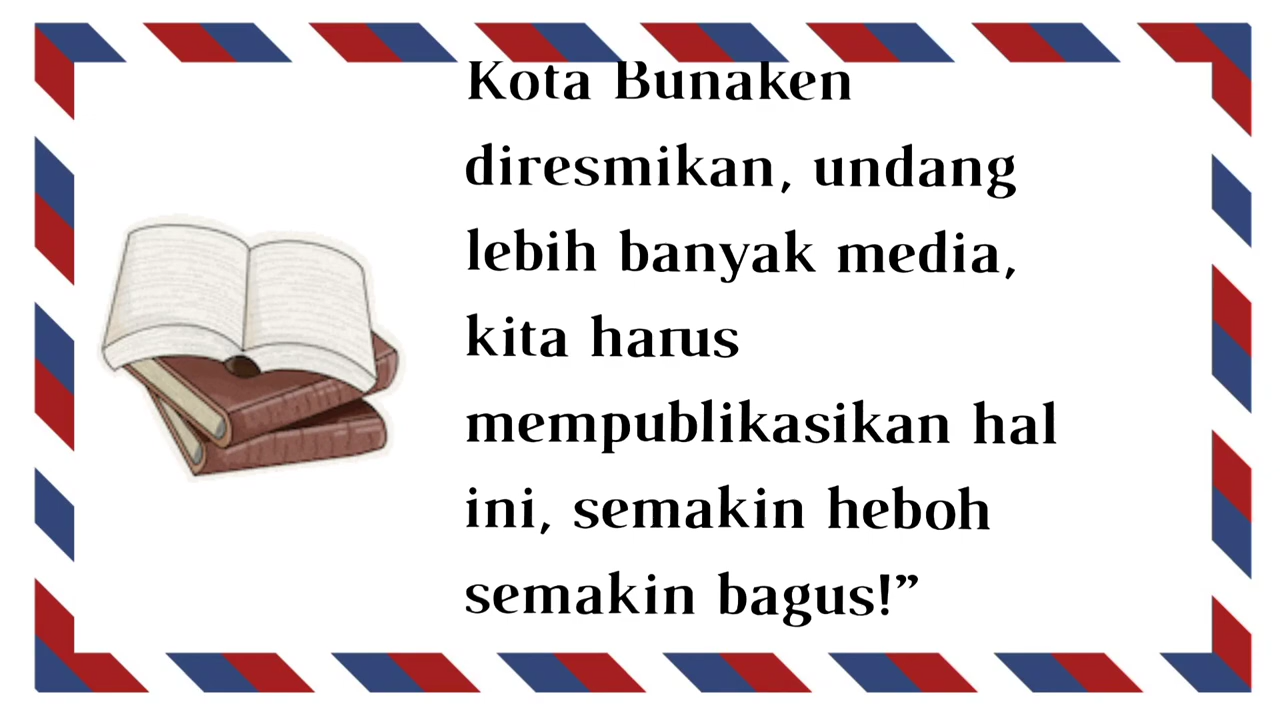 Kota Bunaken
diresmikan, undang
lebih banyak media,
kita harus
mempublikasikan hal
ini, semakin heboh
semakin bagus!”